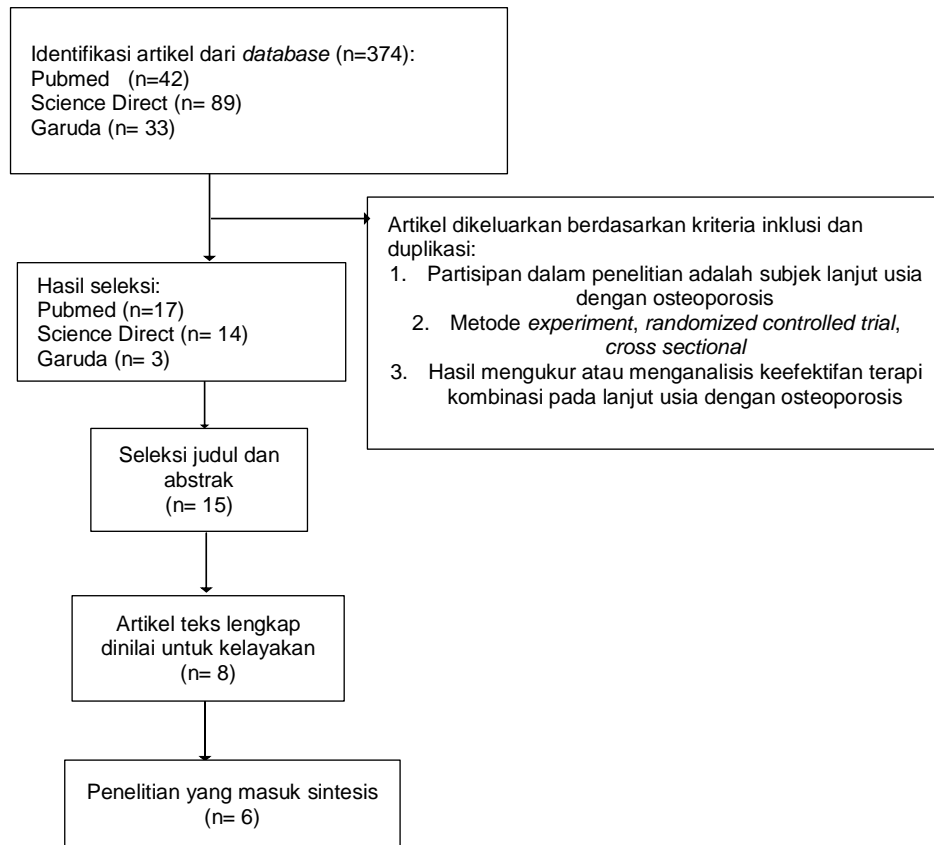 Identifikasi artikel dari database (n=374):
Pubmed (n=42)
Science Direct (n= 89)
Garuda (n= 33)
Artikel dikeluarkan berdasarkan kriteria inklusi dan
duplikasi:
1. Partisipan dalam penelitian adalah subjek lanjut usia
dengan osteoporosis
2. Metode experiment, randomized controlled trial,
cross sectional
3. Hasil mengukur atau menganalisis keefektifan terapi
kombinasi pada lanjut usia dengan osteoporosis
Hasil seleksi:
Pubmed (n=17)
Science Direct (n= 14)
Garuda (n= 3)
Seleksi judul dan
abstrak
(n= 15)
Artikel teks lengkap
dinilai untuk kelayakan
(n= 8)
Penelitian yang masuk sintesis
(n= 6)